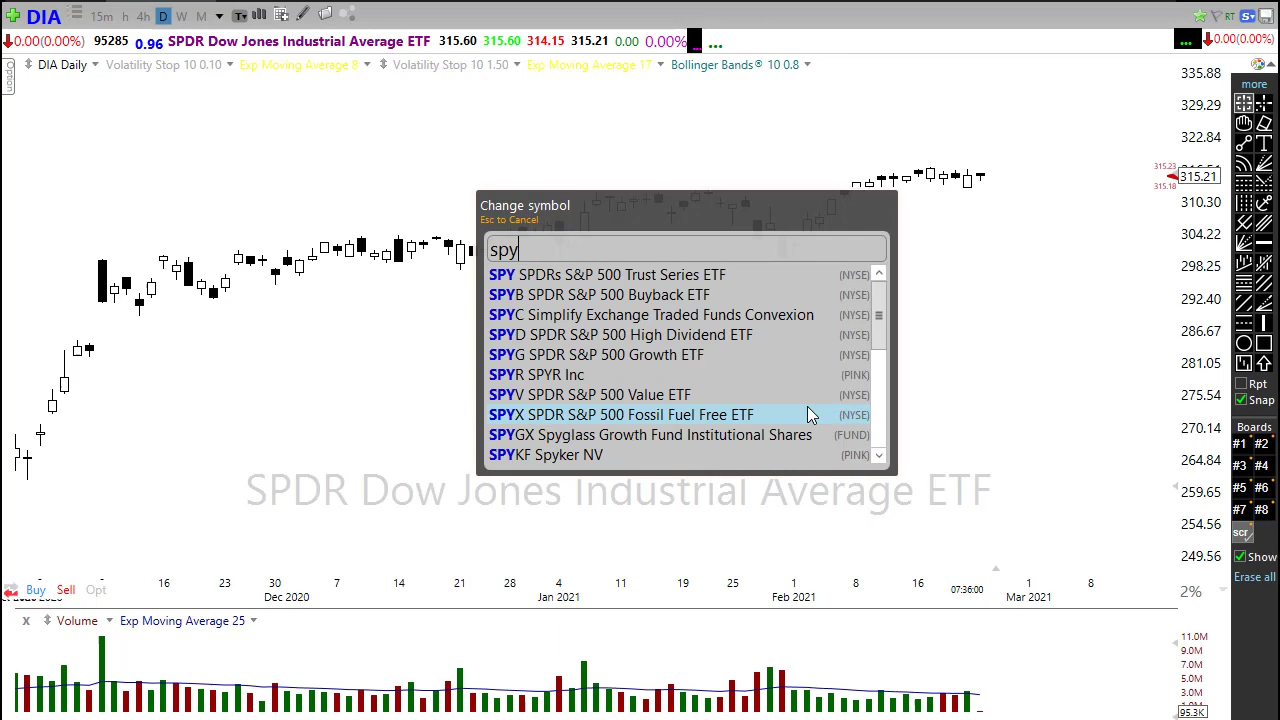 DIA 15m h 4h D W M T RT S
0.00(0.00%) 95285 0.96 SPDR Dow Jones Industrial Average ETF 315.60 315.60 314.15 315.21 0.00 0.00% ... ... 0.00(0.00%)
Option
DIA Daily Volatility Stop 10 0.10 Exp Moving Average 8 Volatility Stop 10 1.50 Exp Moving Average 17 Bollinger Bands® 10 0.8
335.88
329.29
322.84
315.23
315.21
315.18
310.30
304.22
298.25
292.40
286.67
281.05
275.54
270.14
264.84
259.65
254.56
249.56
Change symbol
Esc to Cancel
spy
SPY SPDRs S&P 500 Trust Series ETF (NYSE)
SPYB SPDR S&P 500 Buyback ETF (NYSE)
SPYC Simplify Exchange Traded Funds Convexion (NYSE)
SPYD SPDR S&P 500 High Dividend ETF (NYSE)
SPYG SPDR S&P 500 Growth ETF (NYSE)
SPYR SPYR Inc (PINK)
SPYV SPDR S&P 500 Value ETF (NYSE)
SPYX SPDR S&P 500 Fossil Fuel Free ETF (NYSE)
SPYGX Spyglass Growth Fund Institutional Shares (FUND)
SPYKF Spyker NV (PINK)
SPDR Dow Jones Industrial Average ETF
more
T
Rpt
Snap
Boards
#1 #2
#3 #4
#5 #6
#7 #8
scr
Show
Erase all
16 23 30 7 14 21 28 4 11 19 25 1 8 16 1 8
Buy Sell Opt
07:36:00
2%
Dec 2020 Jan 2021 Feb 2021 Mar 2021
X Volume Exp Moving Average 25
11.0M
9.0M
7.0M
5.0M
3.0M
95.3K